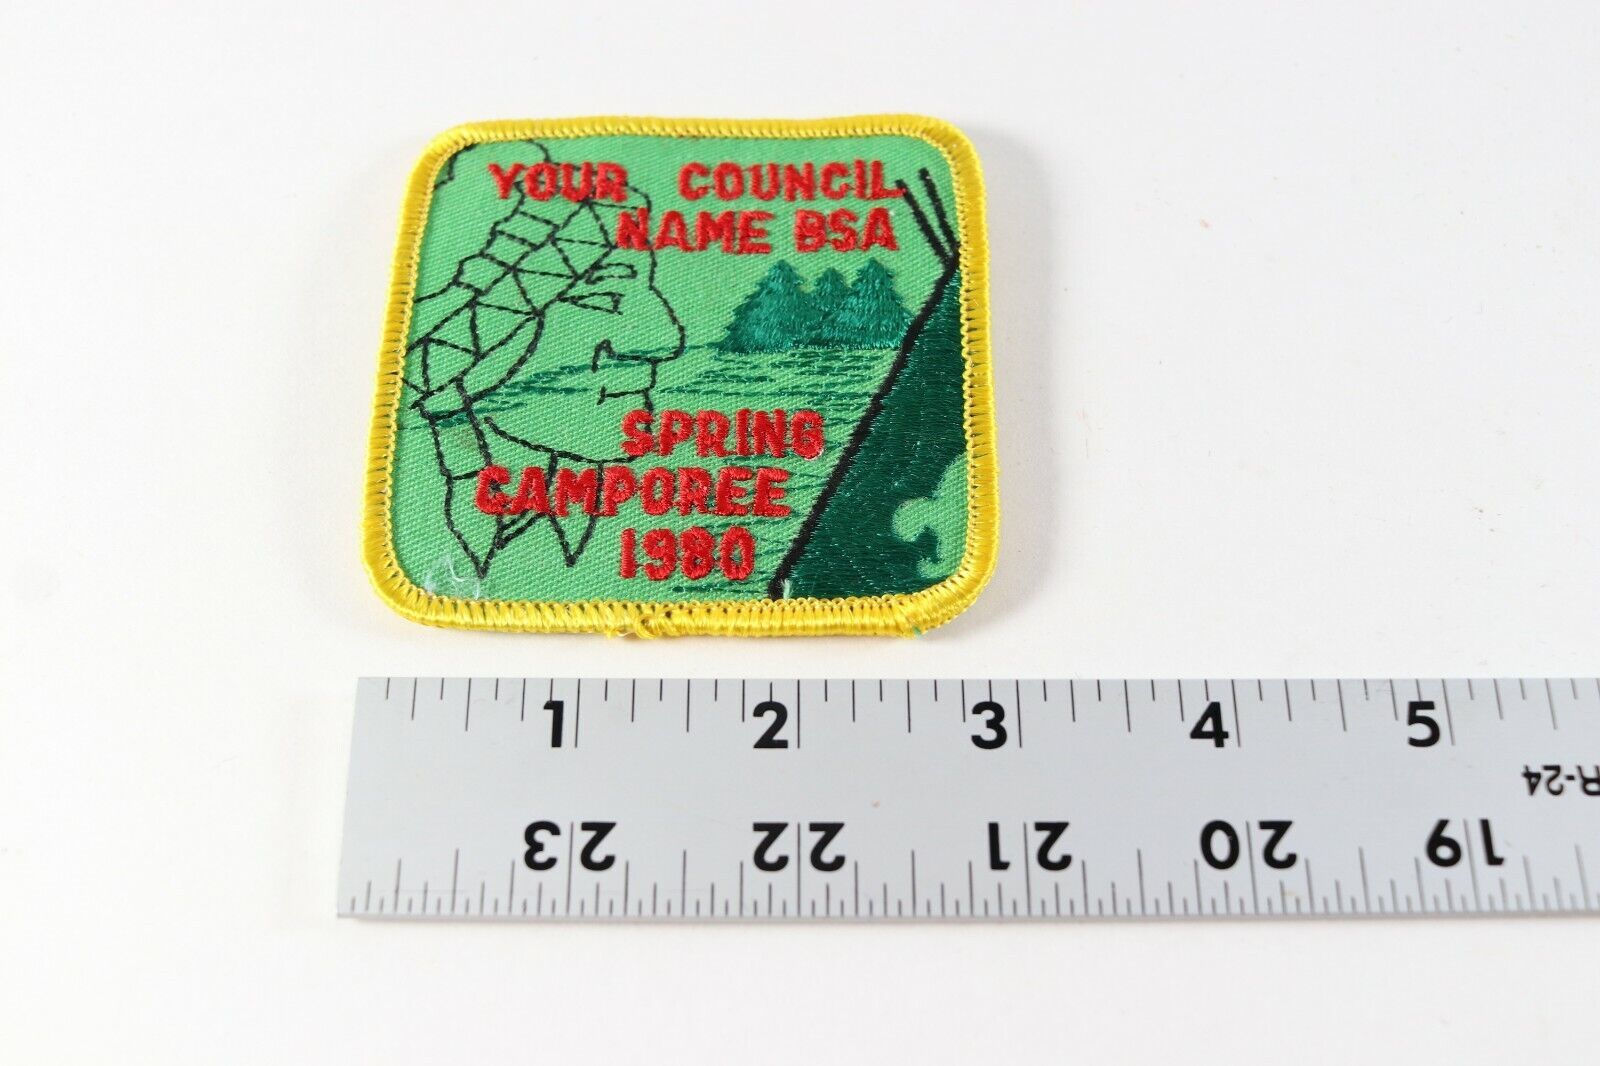 YOUR COUNCIL
NAME BSA
SPRING
CAMPOREE
1980
1 2 3 4 5
R-24
23 22 21 20 19